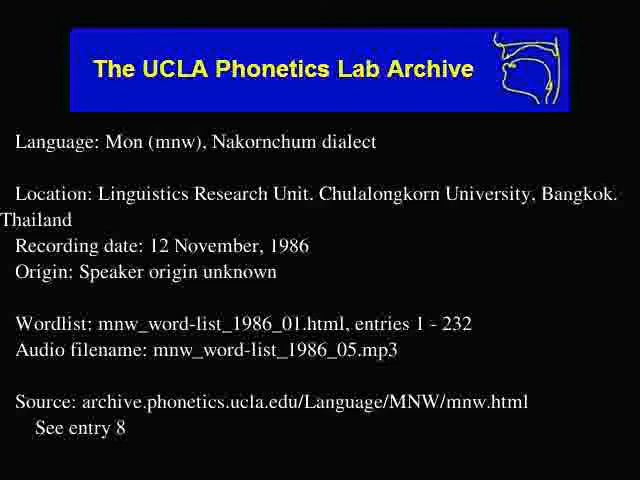 The UCLA Phonetics Lab Archive
Language: Mon (mnw), Nakornchum dialect
Location: Linguistics Research Unit. Chulalongkorn University, Bangkok.
Thailand
Recording date: 12 November, 1986
Origin: Speaker origin unknown
Wordlist: mnw_word-list_1986_01.html, entries 1 - 232
Audio filename: mnw_word-list_1986_05.mp3
Source: archive.phonetics.ucla.edu/Language/MNW/mnw.html
See entry 8